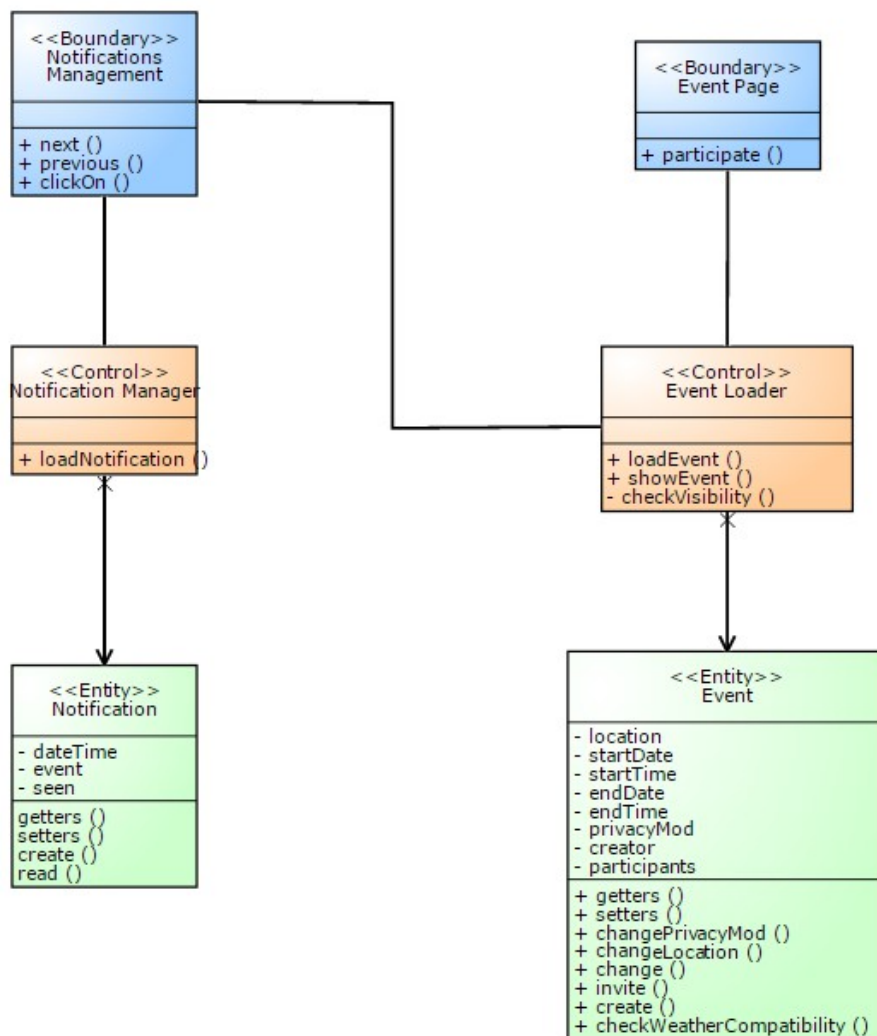 <<Boundary>>
Notifications
Management
+ next ()
+ previous ()
+ clickOn ()
<<Boundary>>
Event Page
+ participate ()
<<Control>>
Notification Manager
+ loadNotification ()
<<Control>>
Event Loader
+ loadEvent ()
+ showEvent ()
- checkVisibility ()
<<Entity>>
Notification
- dateTime
- event
- seen
getters ()
setters ()
create ()
read ()
<<Entity>>
Event
- location
- startDate
- startTime
- endDate
- endTime
- privacyMod
- creator
- participants
+ getters ()
+ setters ()
+ changePrivacyMod ()
+ changeLocation ()
+ change ()
+ invite ()
+ create ()
+ checkWeatherCompatibility ()